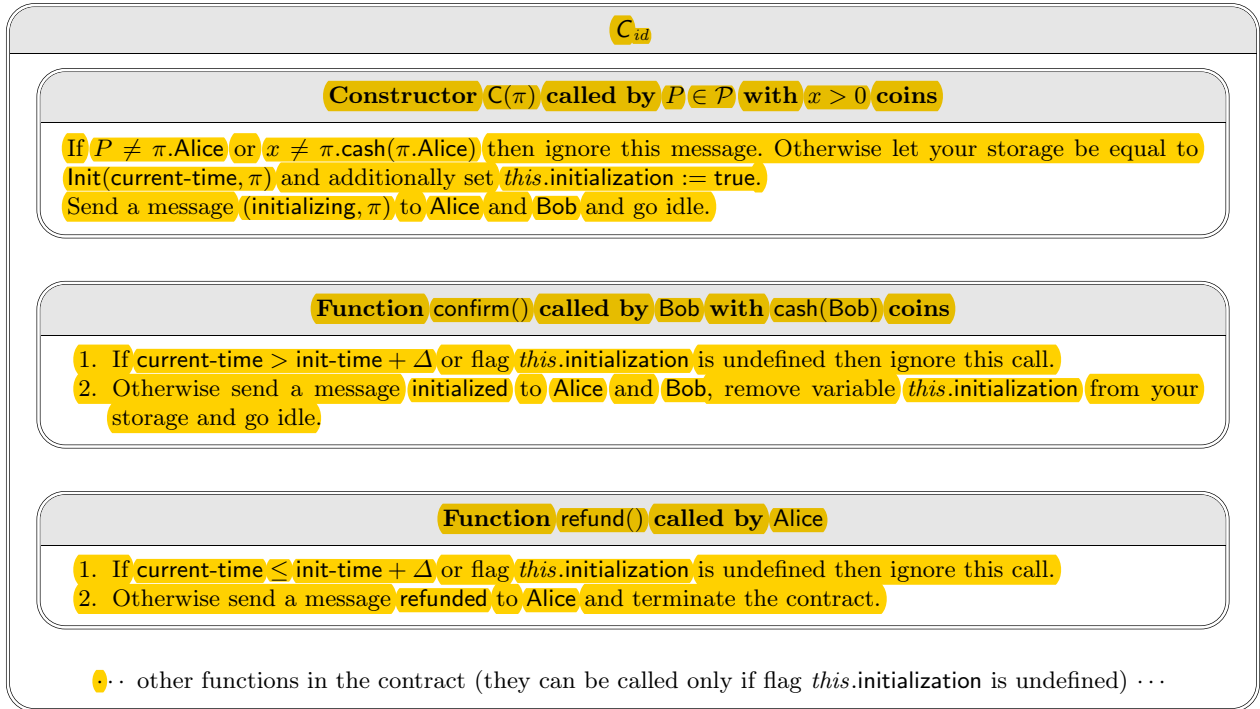 C_id
Constructor C(π) called by P ∈ 𝒫 with x > 0 coins
If P ≠ π.Alice or x ≠ π.cash(π.Alice) then ignore this message. Otherwise let your storage be equal to
Init(current-time, π) and additionally set this.initialization := true.
Send a message (initializing, π) to Alice and Bob and go idle.
Function confirm() called by Bob with cash(Bob) coins
1. If current-time > init-time + Δ or flag this.initialization is undefined then ignore this call.
2. Otherwise send a message initialized to Alice and Bob, remove variable this.initialization from your
storage and go idle.
Function refund() called by Alice
1. If current-time ≤ init-time + Δ or flag this.initialization is undefined then ignore this call.
2. Otherwise send a message refunded to Alice and terminate the contract.
··· other functions in the contract (they can be called only if flag this.initialization is undefined) ···